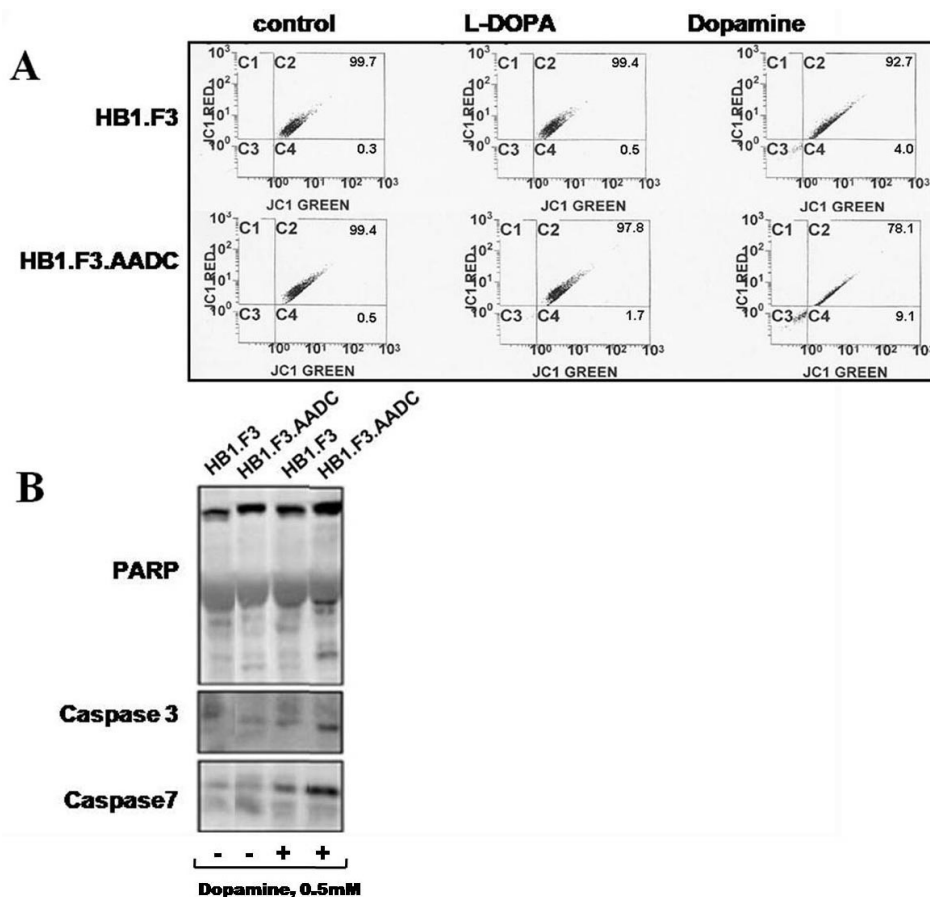 control L-DOPA Dopamine
A
HB1.F3
10³ C1 C2 99.7
10²
10¹
10⁰
C3 C4 0.3
JC1 RED
10⁰ 10¹ 10² 10³
JC1 GREEN
10³ C1 C2 99.4
10²
10¹
10⁰
C3 C4 0.5
JC1 RED
10⁰ 10¹ 10² 10³
JC1 GREEN
10³ C1 C2 92.7
10²
10¹
10⁰
C3 C4 4.0
JC1 RED
10⁰ 10¹ 10² 10³
JC1 GREEN
HB1.F3.AADC
10³ C1 C2 99.4
10²
10¹
10⁰
C3 C4 0.5
JC1 RED
10⁰ 10¹ 10² 10³
JC1 GREEN
10³ C1 C2 97.8
10²
10¹
10⁰
C3 C4 1.7
JC1 RED
10⁰ 10¹ 10² 10³
JC1 GREEN
10³ C1 C2 78.1
10²
10¹
10⁰
C3 C4 9.1
JC1 RED
10⁰ 10¹ 10² 10³
JC1 GREEN
B
HB1.F3 HB1.F3.AADC HB1.F3 HB1.F3.AADC
PARP
Caspase 3
Caspase7
- - + +
Dopamine, 0.5mM